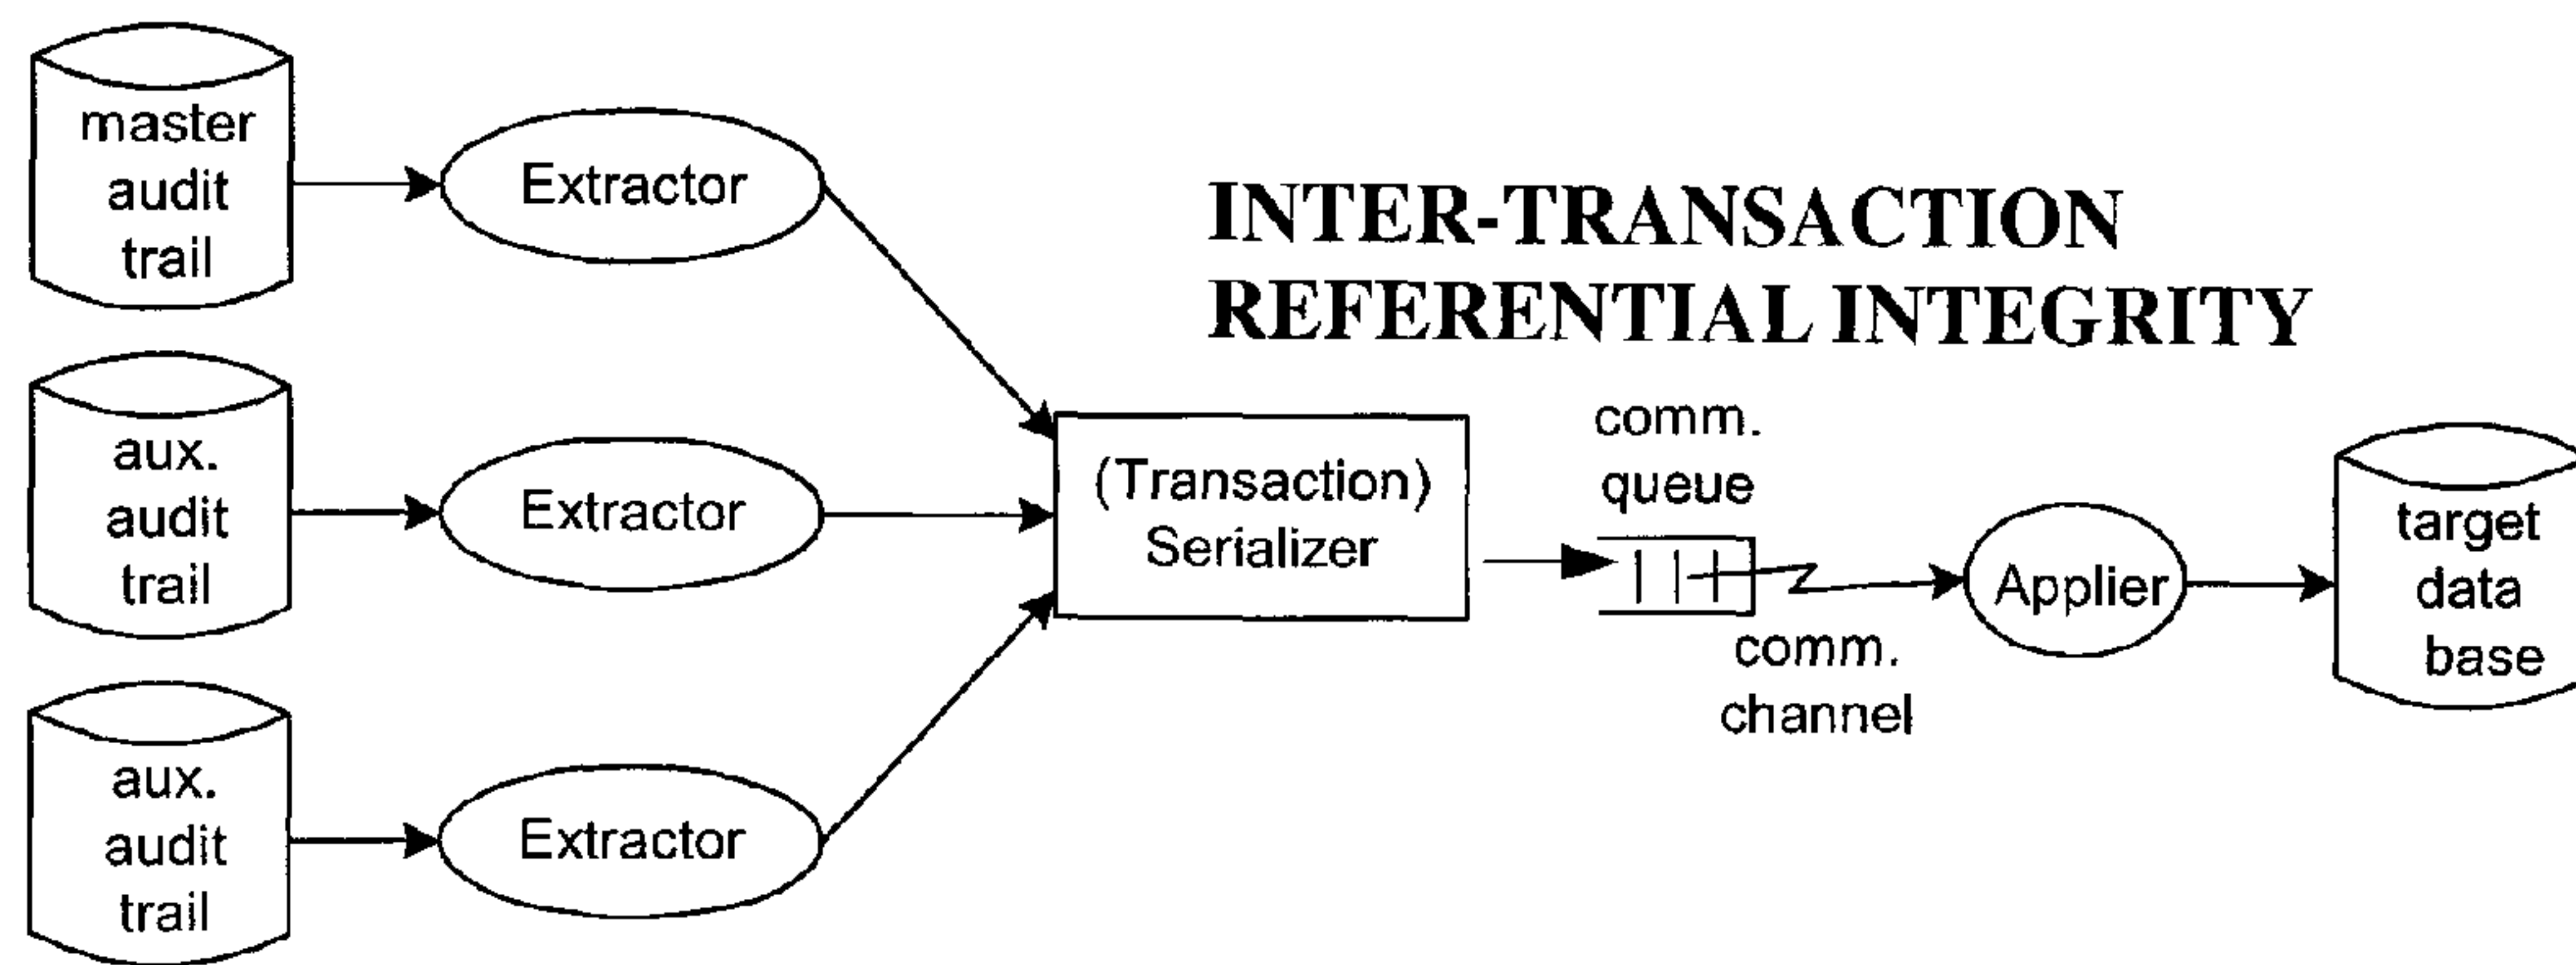 master
audit
trail
Extractor
INTER-TRANSACTION
REFERENTIAL INTEGRITY
aux.
audit
trail
Extractor
(Transaction)
Serializer
comm.
queue
comm.
channel
Applier
target
data
base
aux.
audit
trail
Extractor